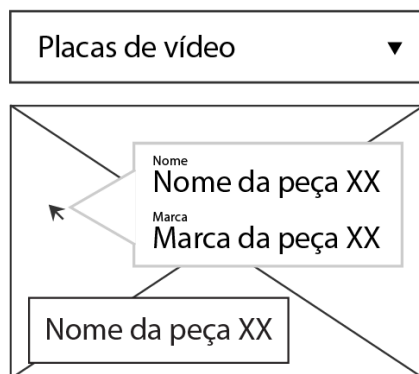 Placas de vídeo
Nome
Nome da peça XX
Marca
Marca da peça XX
Nome da peça XX